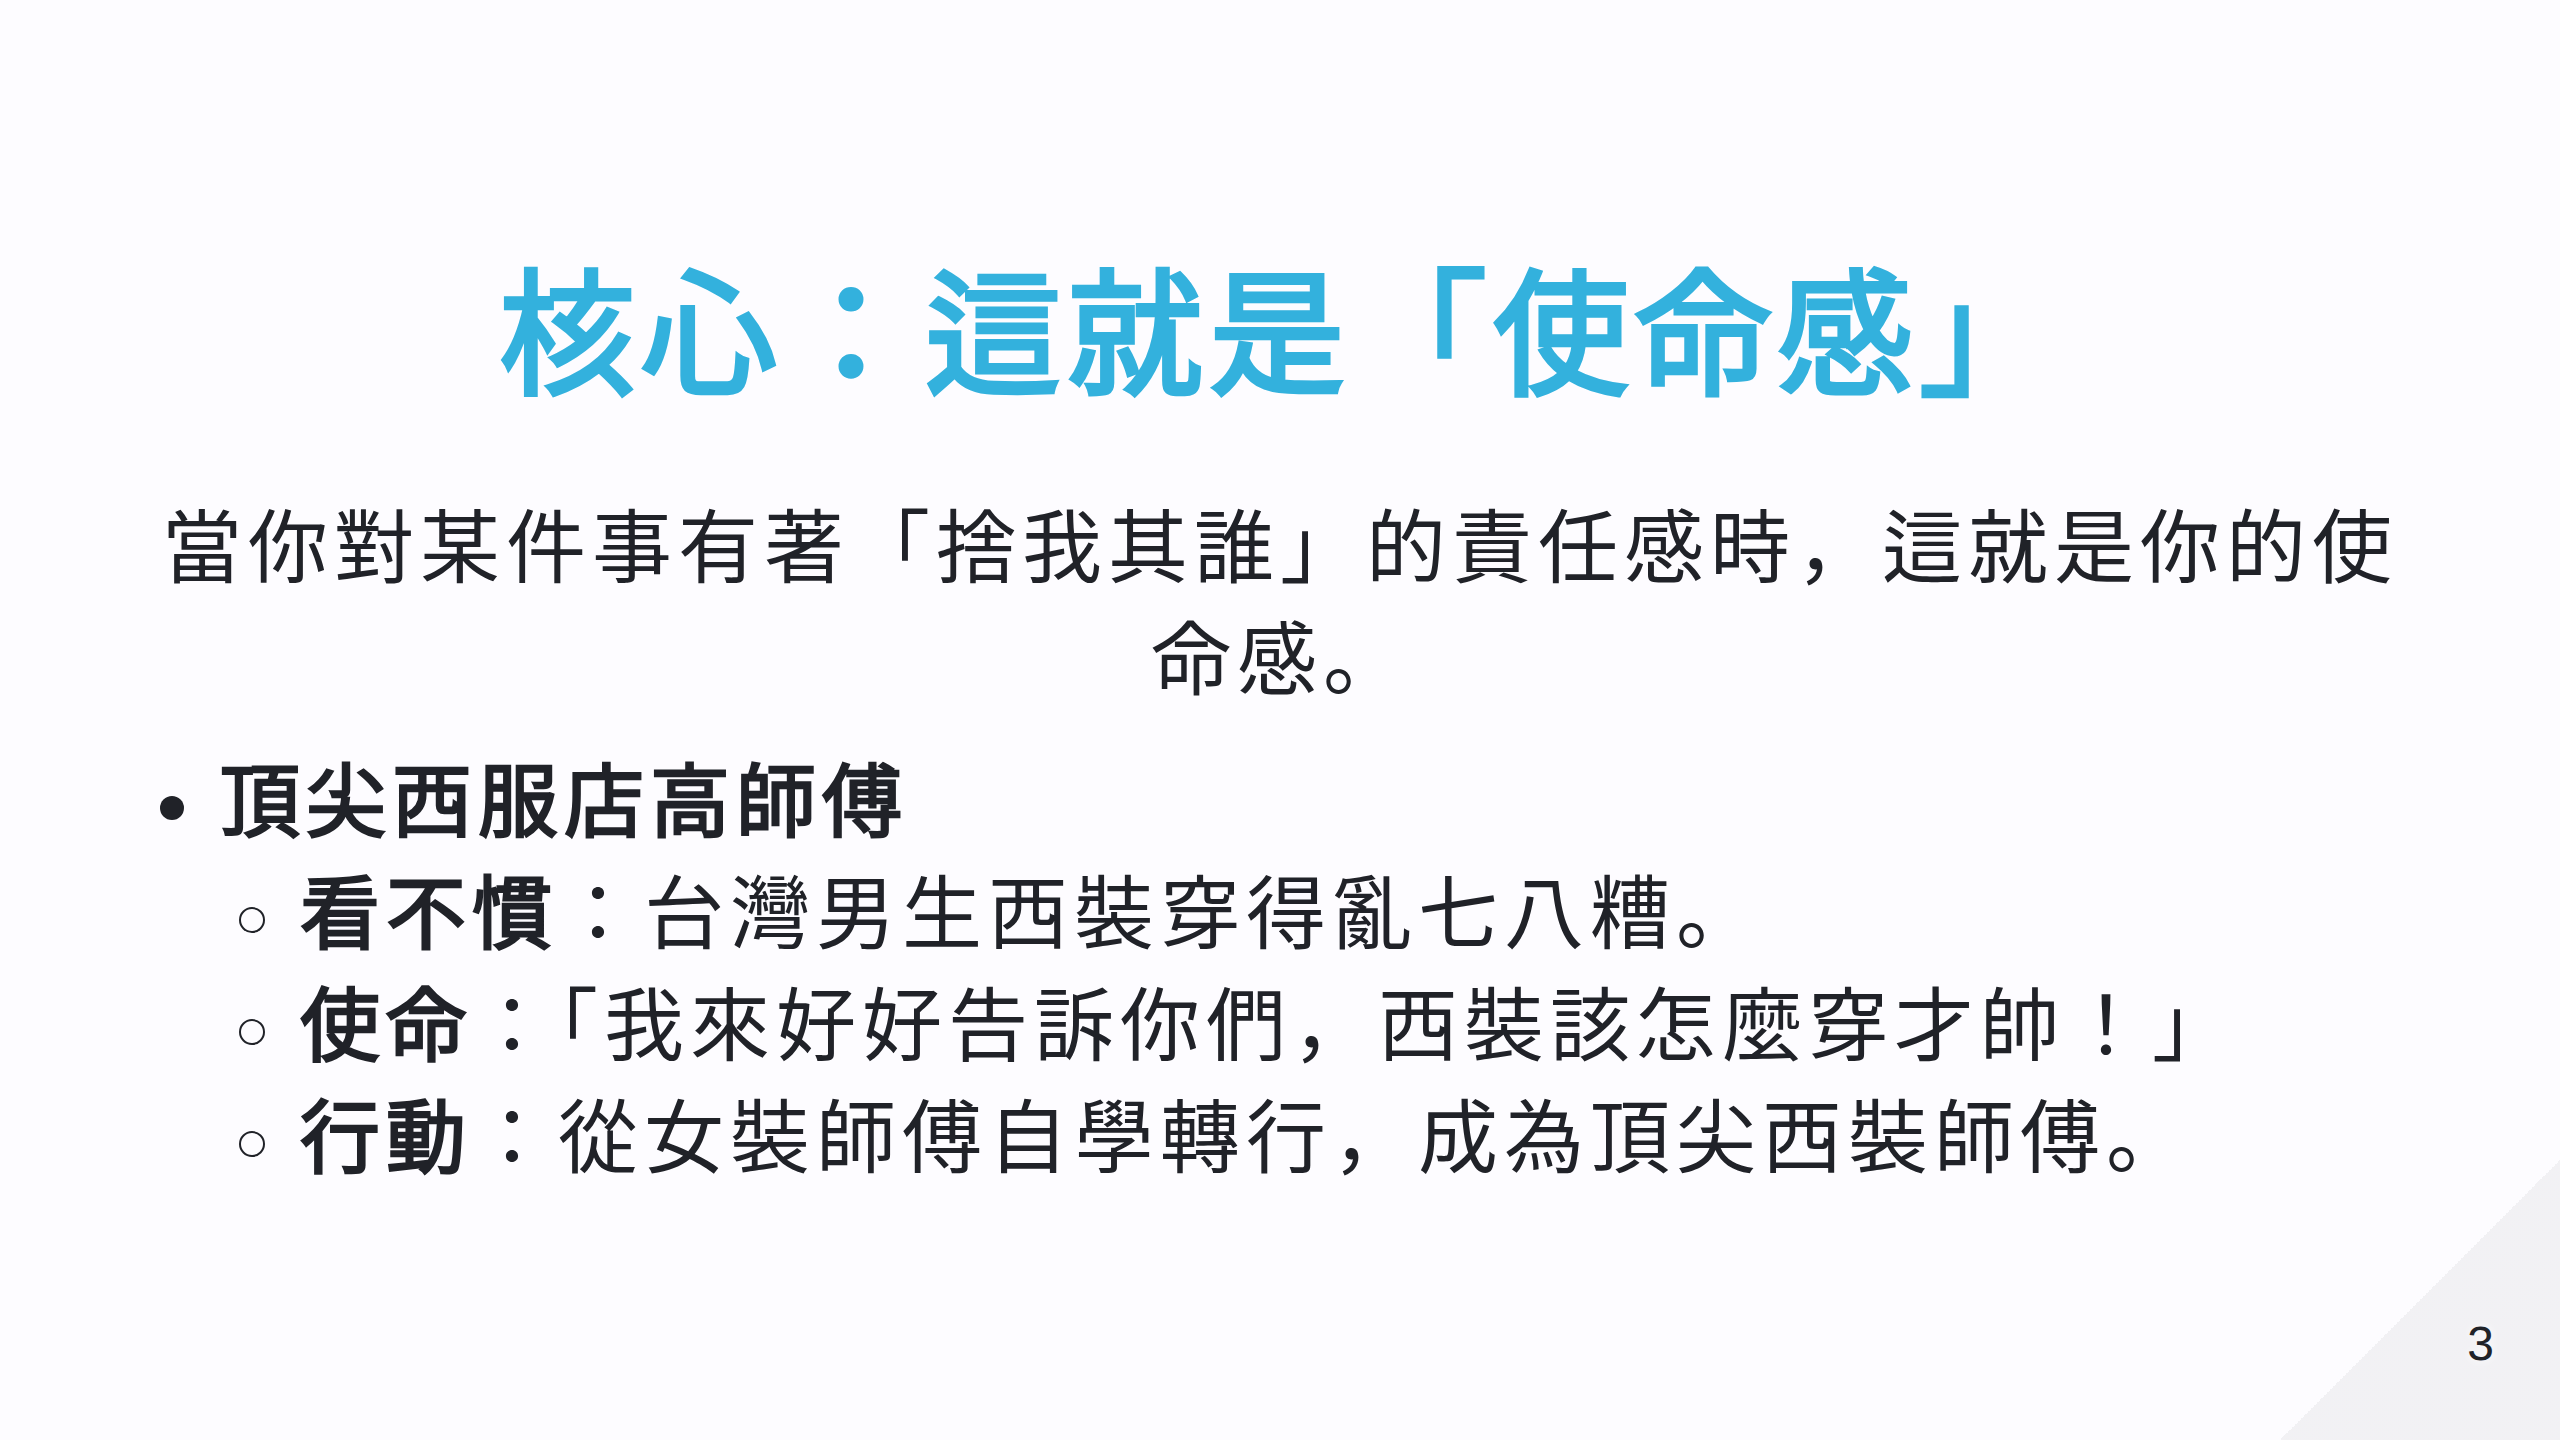 核心：這就是「使命感」
當你對某件事有著「捨我其誰」的責任感時，這就是你的使
命感。
• 頂尖西服店高師傅
○ 看不慣：台灣男生西裝穿得亂七八糟。
○ 使命：「我來好好告訴你們，西裝該怎麼穿才帥！」
○ 行動：從女裝師傅自學轉行，成為頂尖西裝師傅。
3